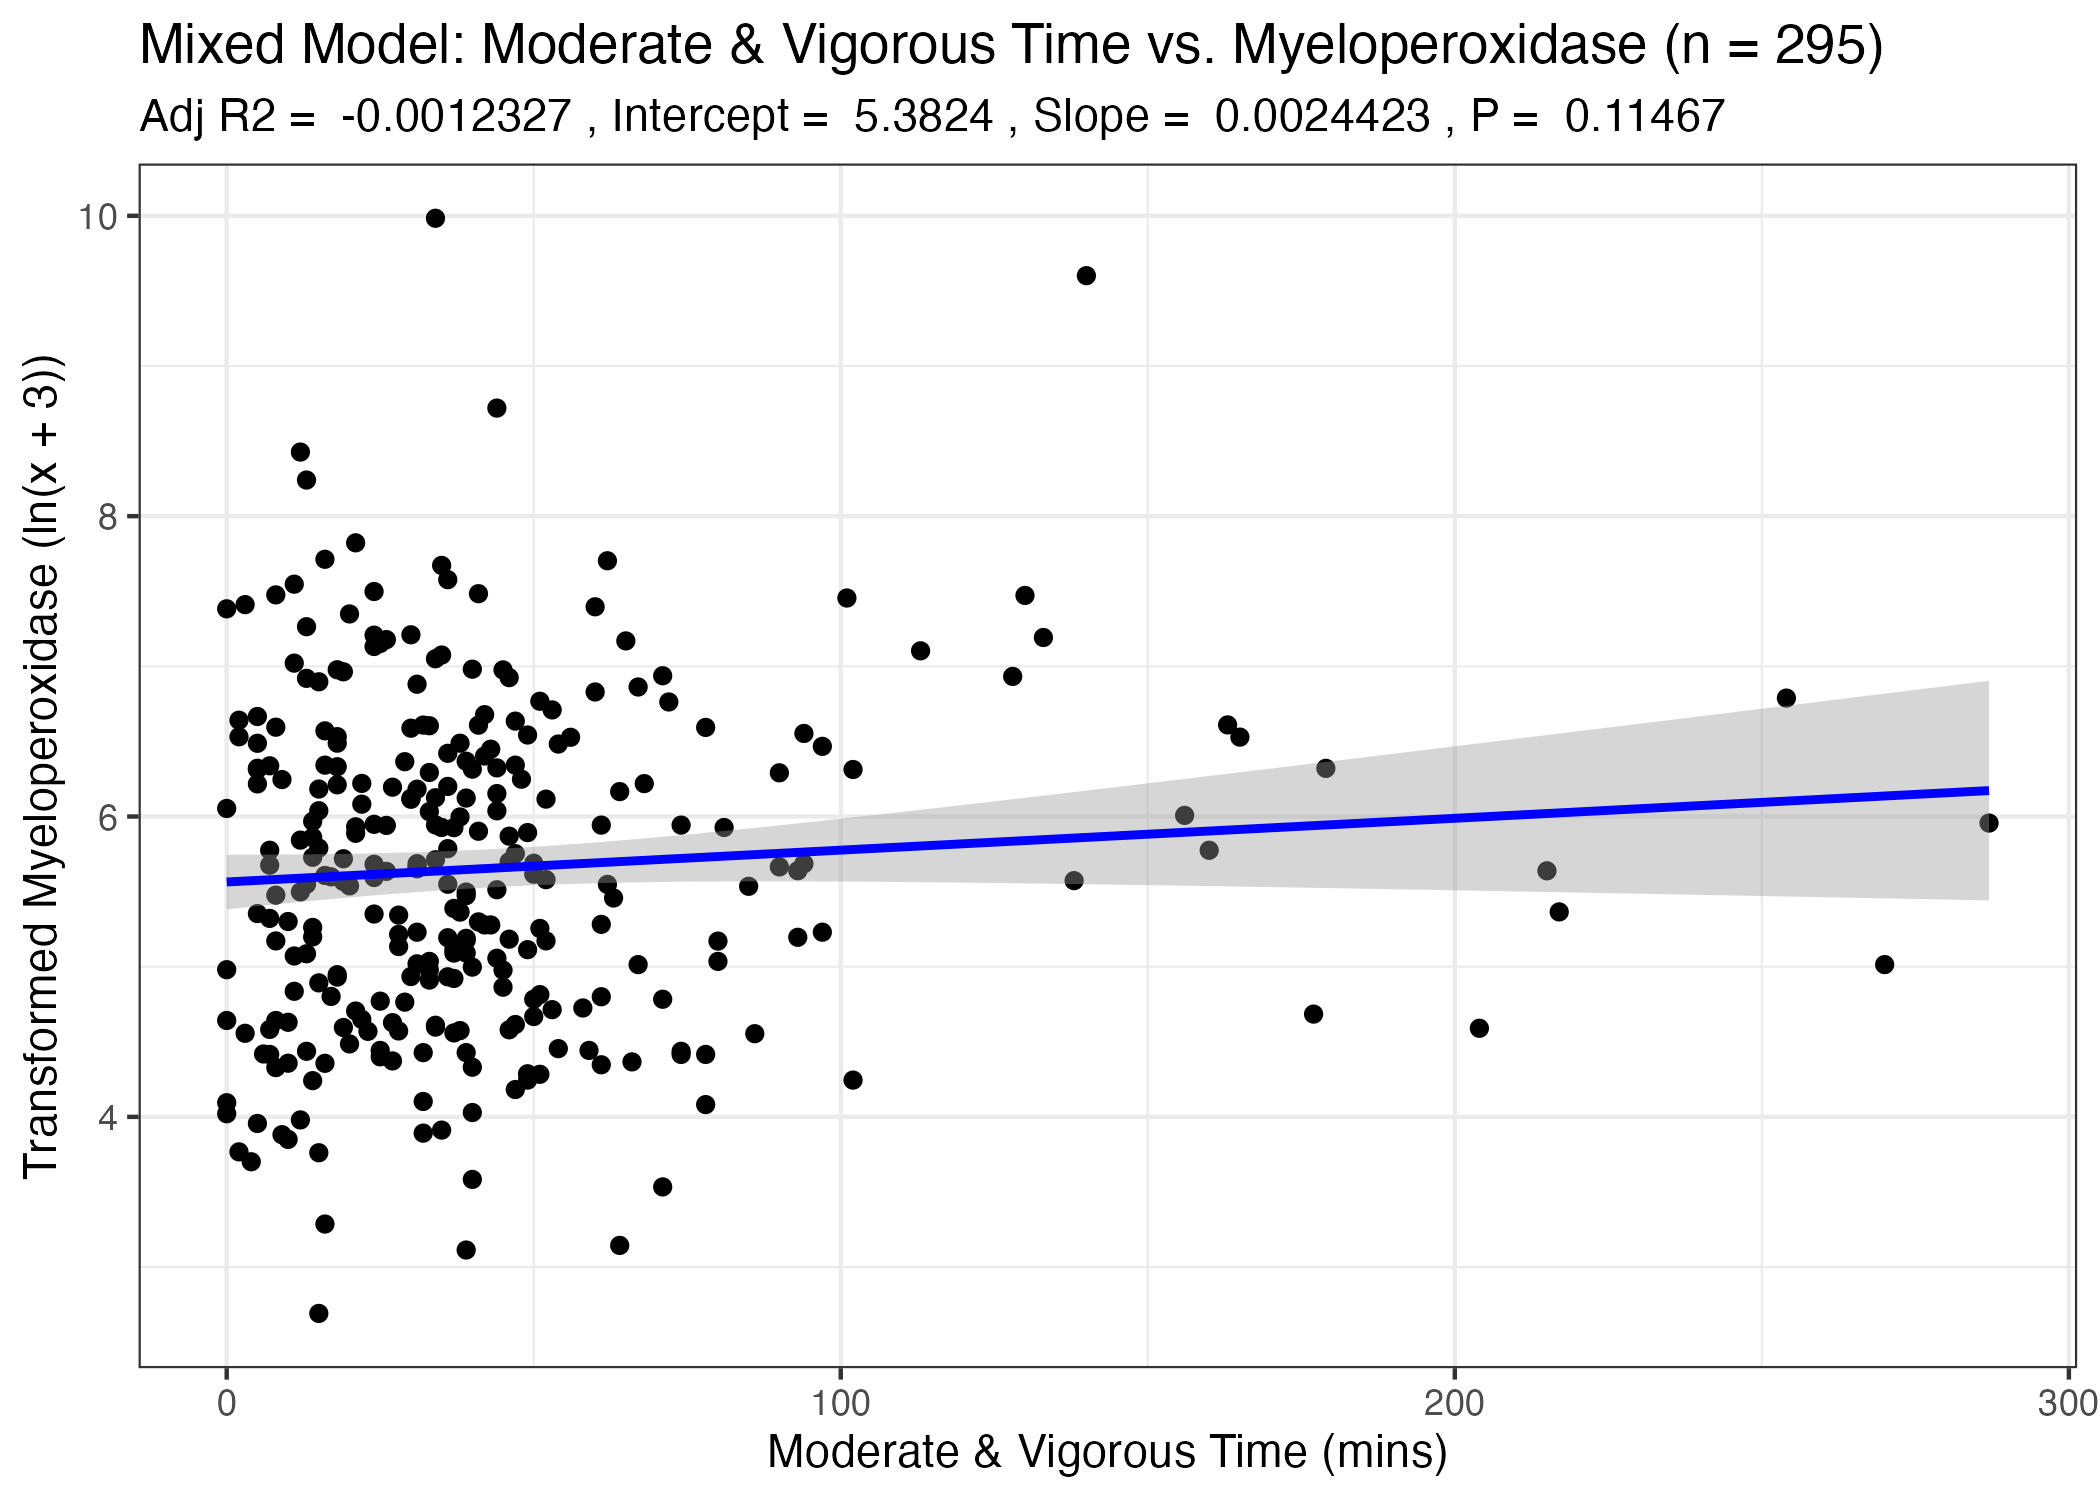 Mixed Model: Moderate & Vigorous Time vs. Myeloperoxidase (n = 295)
Adj R2 =  -0.0012327 , Intercept =  5.3824 , Slope =  0.0024423 , P =  0.11467
Transformed Myeloperoxidase (ln(x + 3))
10
8
6
4
0
100
200
300
Moderate & Vigorous Time (mins)